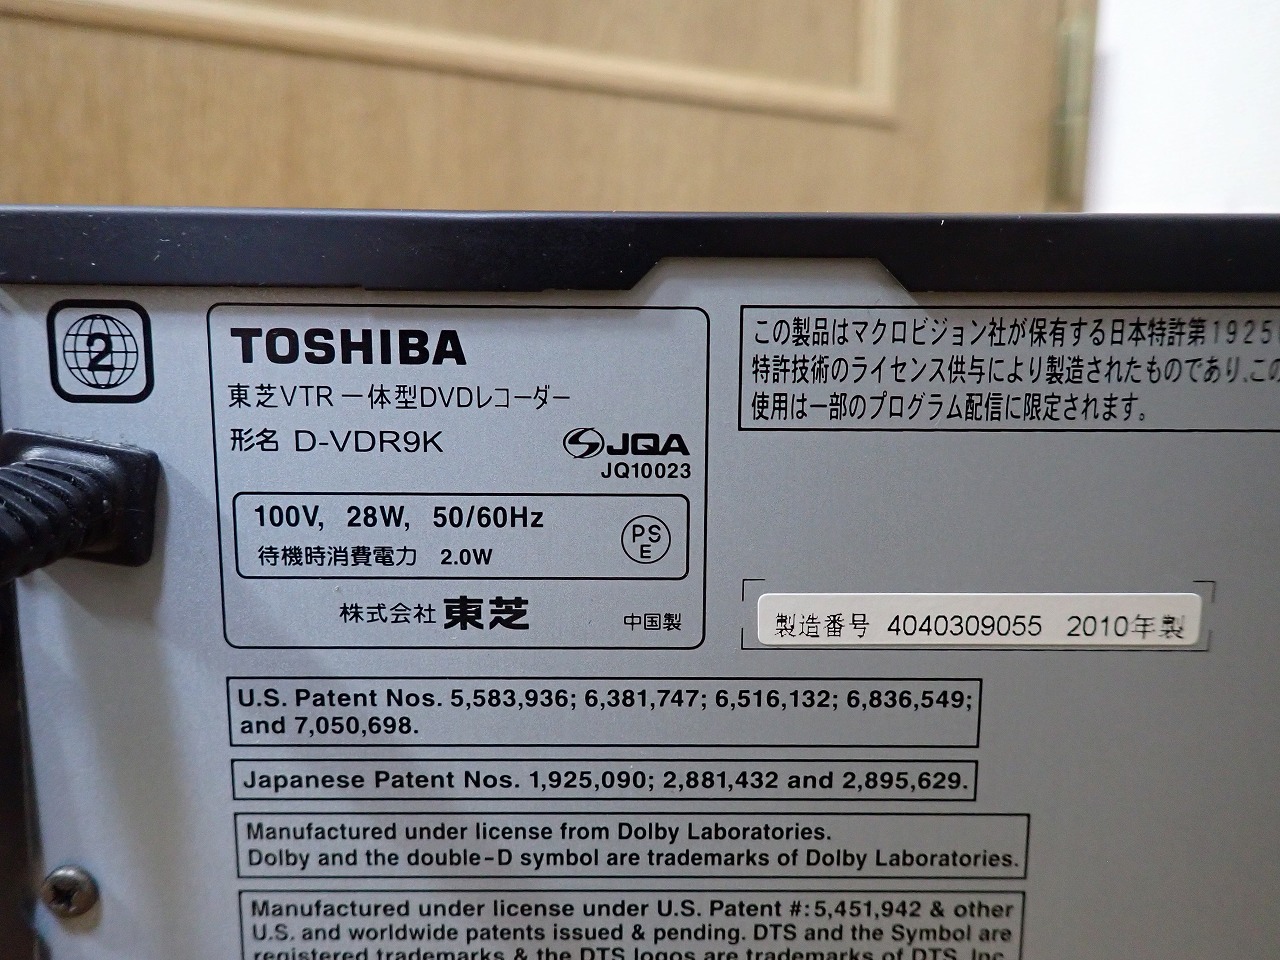 2
TOSHIBA
東芝VTR一体型DVDレコーダー
形名 D-VDR9K
JQA
JQ10023
100V, 28W, 50/60Hz
待機時消費電力 2.0W
PS
E
株式会社 東芝
中国製
この製品はマクロビジョン社が保有する日本特許第1925
特許技術のライセンス供与により製造されたものであり、この
使用は一部のプログラム配信に限定されます。
製造番号 4040309055 2010年製
U.S. Patent Nos. 5,583,936; 6,381,747; 6,516,132; 6,836,549;
and 7,050,698.
Japanese Patent Nos. 1,925,090; 2,881,432 and 2,895,629.
Manufactured under license from Dolby Laboratories.
Dolby and the double-D symbol are trademarks of Dolby Laboratories.
Manufactured under license under U.S. Patent #: 5,451,942 & other
U.S. and worldwide patents issued & pending. DTS and the Symbol are
registered trademarks & the DTS logos are trademarks of DTS, Inc.